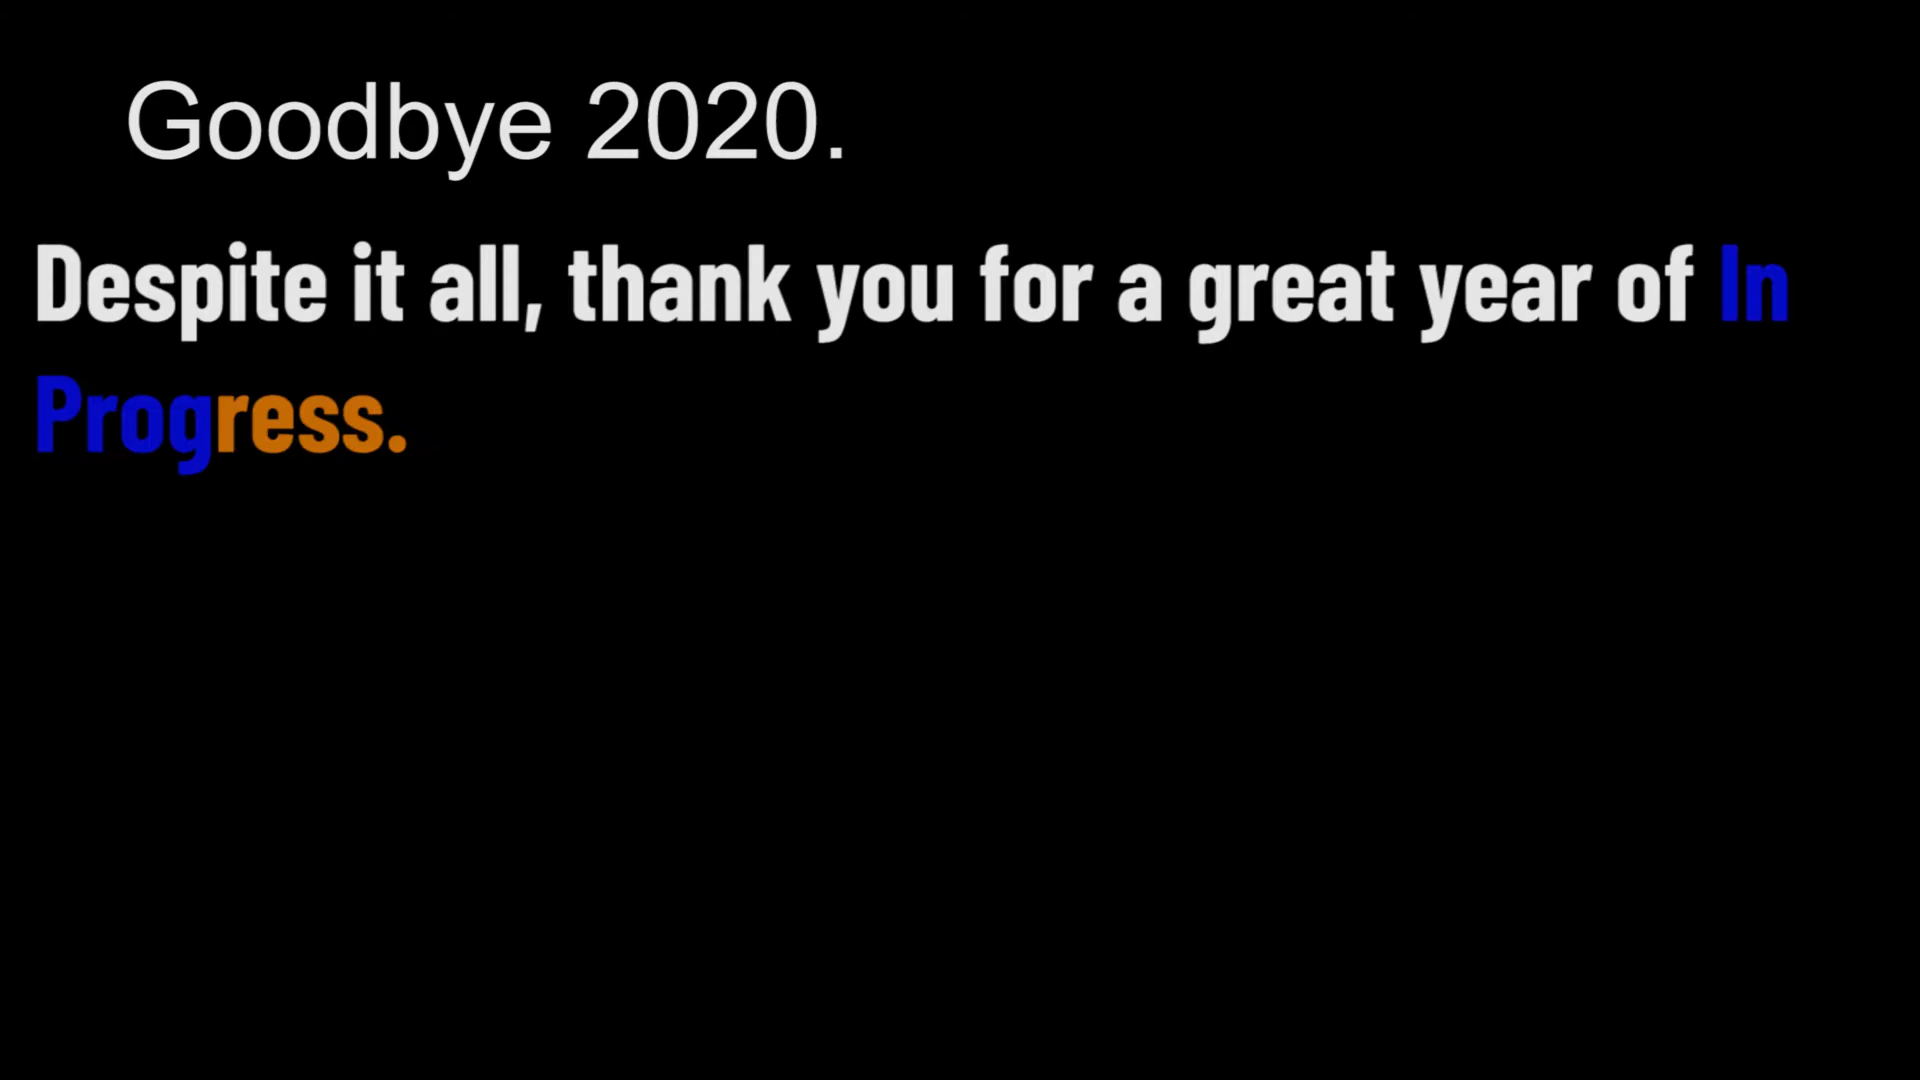 Goodbye 2020.
Despite it all, thank you for a great year of In
Progress.